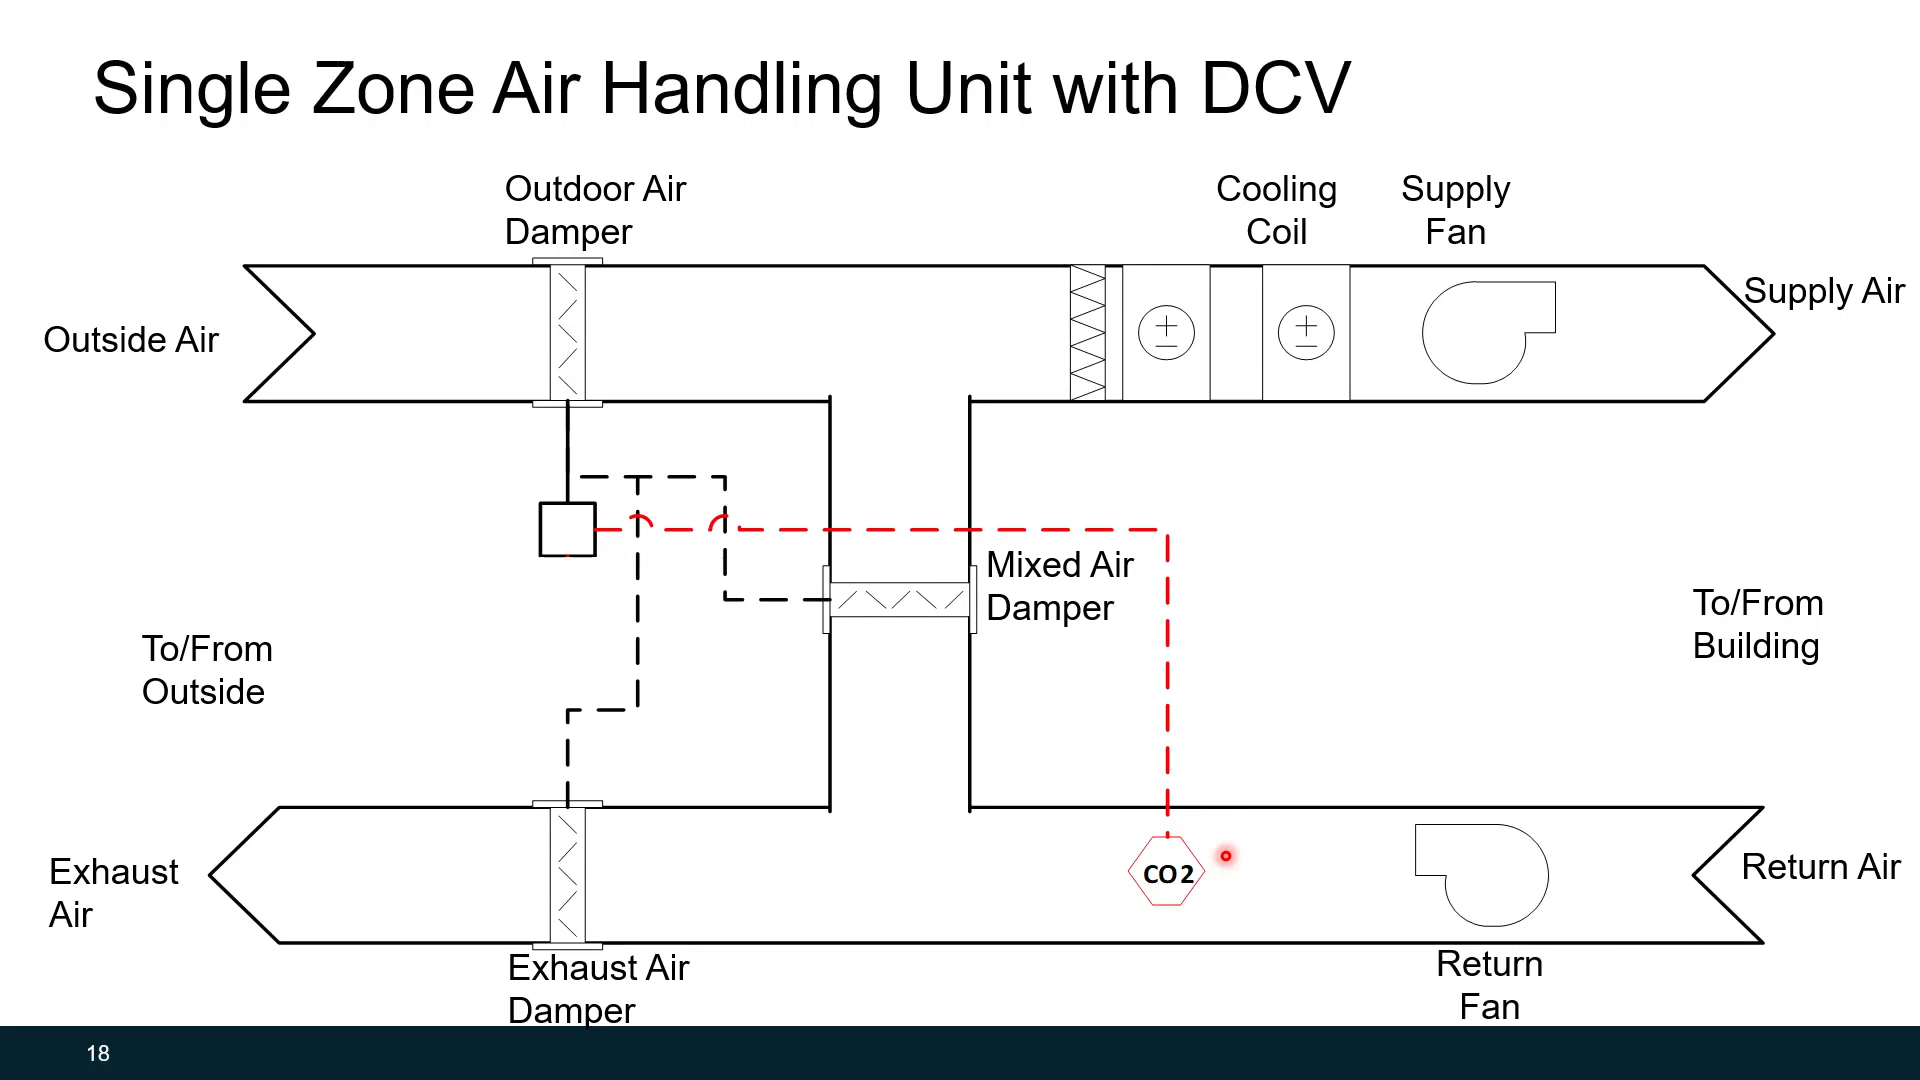 Single Zone Air Handling Unit with DCV
Outdoor Air
Damper
Cooling
Coil
Supply
Fan
Supply Air
Outside Air
Mixed Air
Damper
To/From
Building
To/From
Outside
CO2
Return Air
Exhaust
Air
Exhaust Air
Damper
Return
Fan
18